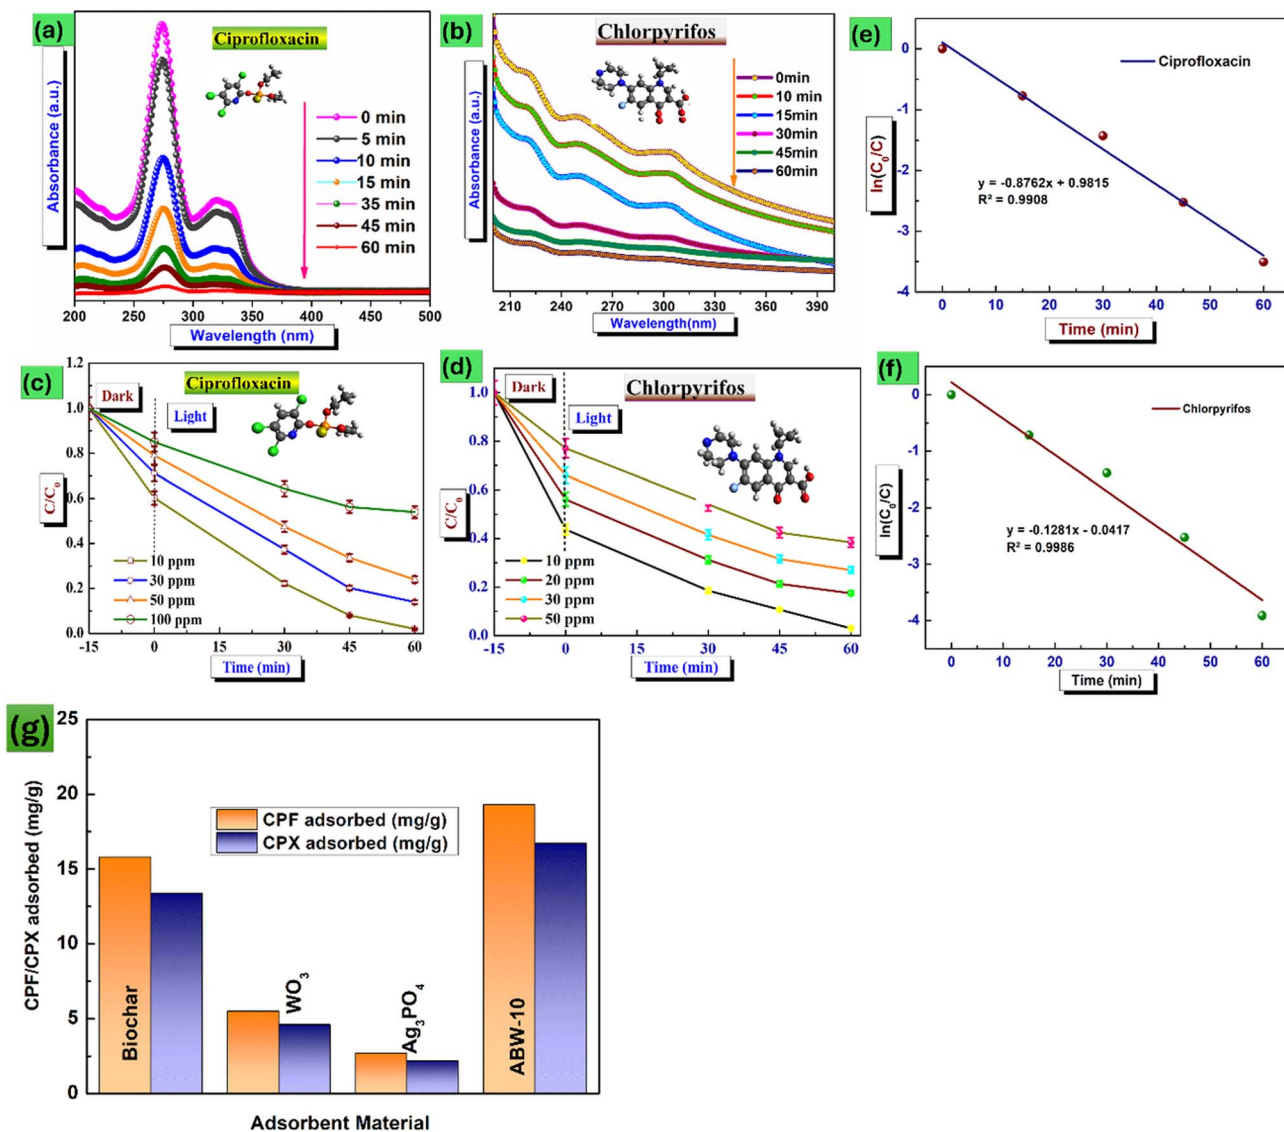 (a)
Ciprofloxacin
Absorbance (a.u.)
0 min
5 min
10 min
15 min
35 min
45 min
60 min
200 250 300 350 400 450 500
Wavelength (nm)
(b)
Chlorpyrifos
Absorbance (a.u.)
0min
10 min
15min
30min
45min
60min
210 240 270 300 330 360 390
Wavelength(nm)
(e)
0
-1
-2
-3
-4
ln(C₀/C)
Ciprofloxacin
y = -0.8762x + 0.9815
R² = 0.9908
0 10 20 30 40 50 60
Time (min)
(c)
1.2
1.0
0.8
0.6
0.4
0.2
0.0
C/C₀
Ciprofloxacin
Dark
Light
10 ppm
30 ppm
50 ppm
100 ppm
-15 0 15 30 45 60
Time (min)
(d)
1.0
0.8
0.6
0.4
0.2
0.0
C/C₀
Dark
Chlorpyrifos
Light
10 ppm
20 ppm
30 ppm
50 ppm
-15 0 15 30 45 60
Time (min)
(f)
0
-1
-2
-3
-4
ln(C₀/C)
Chlorpyrifos
y = -0.1281x - 0.0417
R² = 0.9986
0 10 20 30 40 50 60
Time (min)
(g)
25
20
15
10
5
0
CPF/CPX adsorbed (mg/g)
CPF adsorbed (mg/g)
CPX adsorbed (mg/g)
Biochar
WO₃
Ag₃PO₄
ABW-10
Adsorbent Material